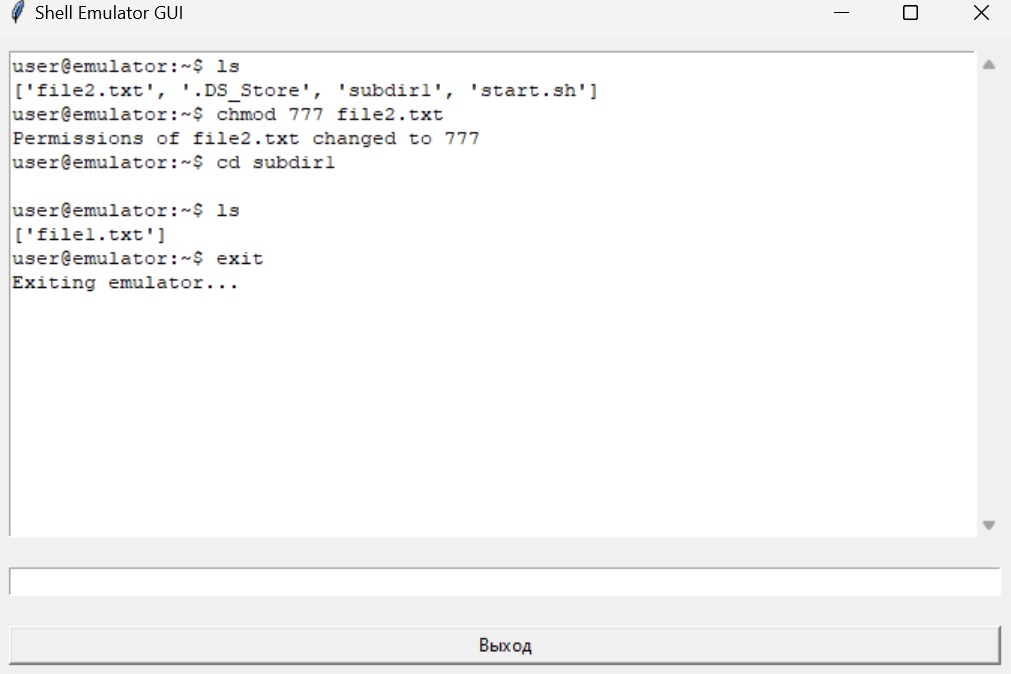 Shell Emulator GUI
user@emulator:~$ ls
['file2.txt', '.DS_Store', 'subdir1', 'start.sh']
user@emulator:~$ chmod 777 file2.txt
Permissions of file2.txt changed to 777
user@emulator:~$ cd subdir1
user@emulator:~$ ls
['file1.txt']
user@emulator:~$ exit
Exiting emulator...
Выход